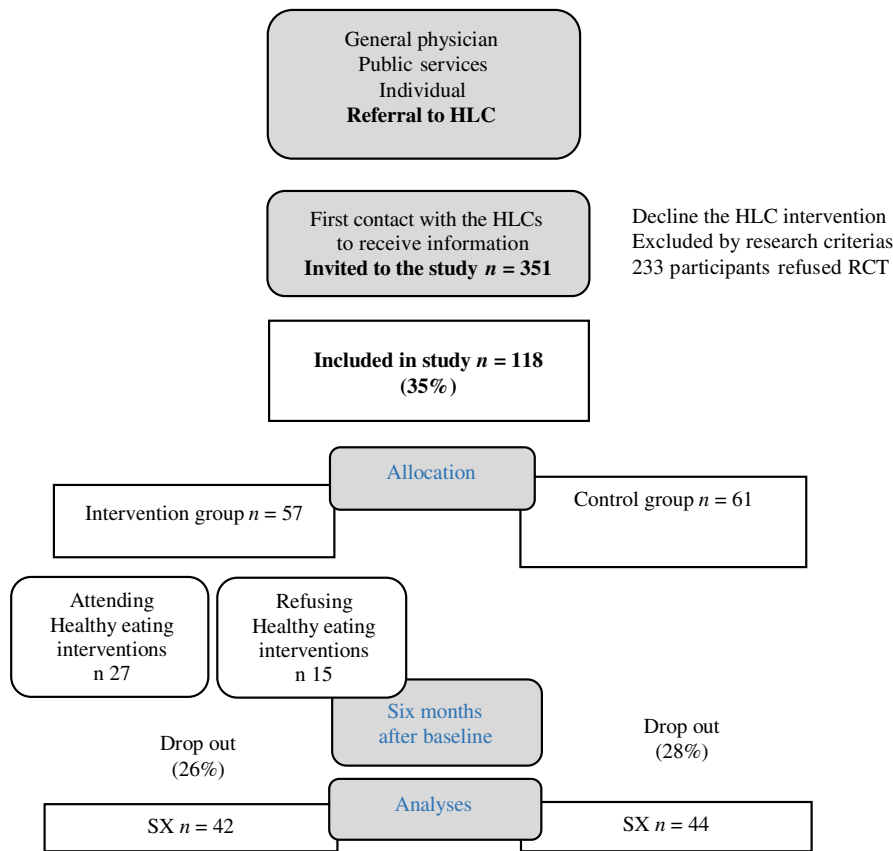 General physician
Public services
Individual
Referral to HLC
First contact with the HLCs
to receive information
Invited to the study n = 351
Decline the HLC intervention
Excluded by research criterias
233 participants refused RCT
Included in study n = 118
(35%)
Allocation
Intervention group n = 57
Control group n = 61
Attending
Healthy eating
interventions
n 27
Refusing
Healthy eating
interventions
n 15
Six months
after baseline
Drop out
(26%)
Drop out
(28%)
Analyses
SX n = 42
SX n = 44